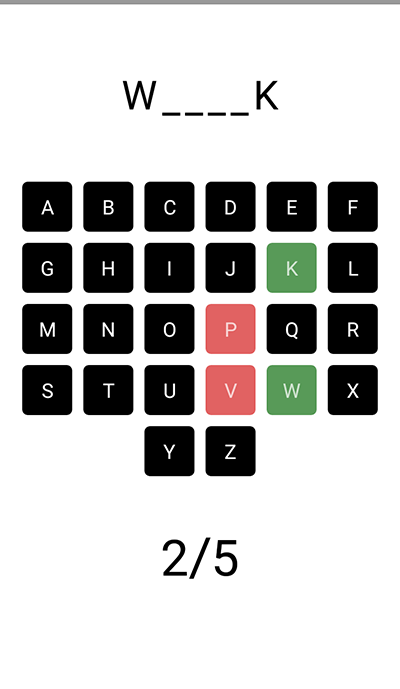 W____K
A B C D E F
G H I J K L
M N O P Q R
S T U V W X
Y Z
2/5